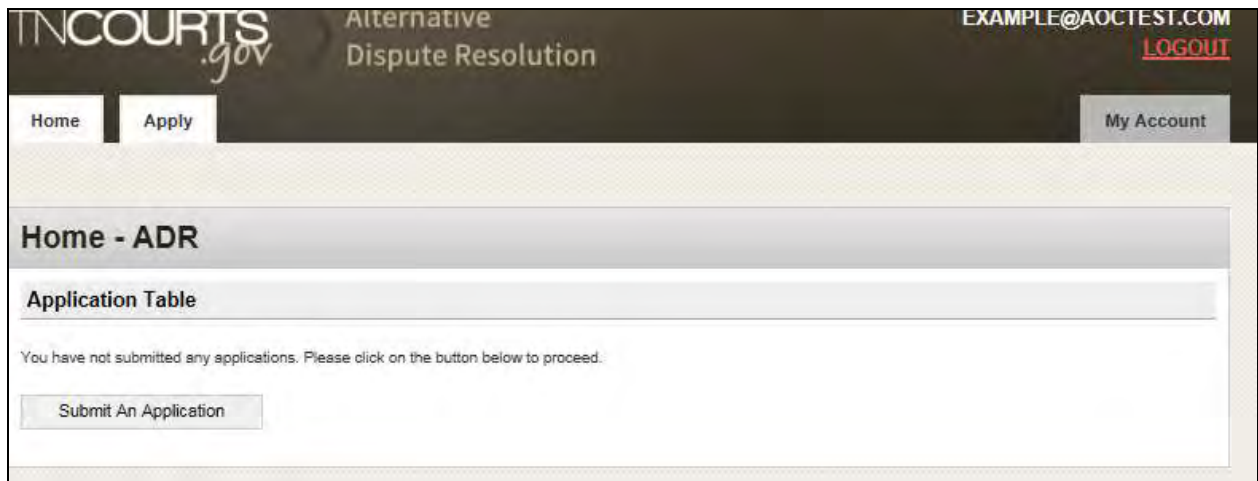 TNCOURTS
.gov
Alternative
Dispute Resolution
EXAMPLE@AOCTEST.COM
LOGOUT
Home
Apply
My Account
Home - ADR
Application Table
You have not submitted any applications. Please click on the button below to proceed.
Submit An Application